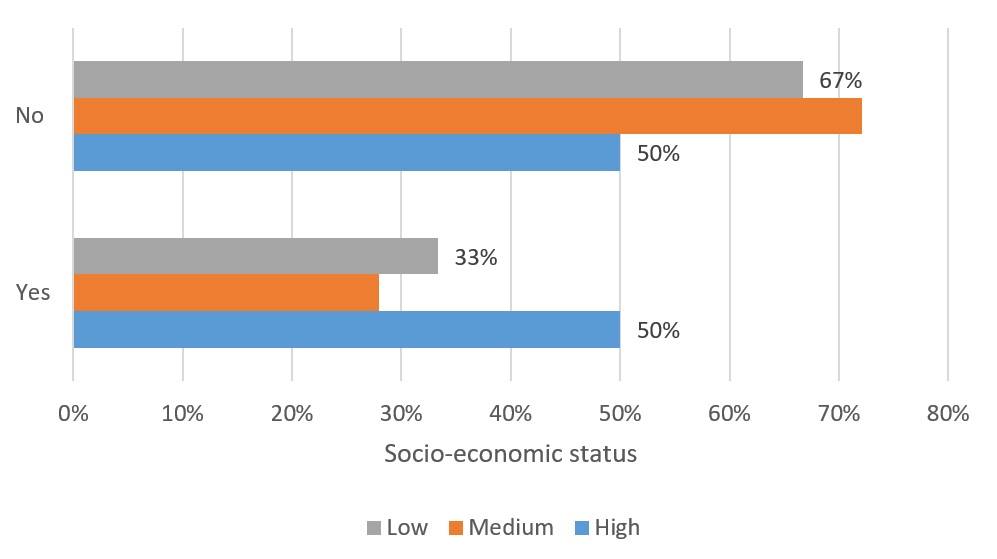 67%
No
50%
33%
Yes
50%
0% 10% 20% 30% 40% 50% 60% 70% 80%
Socio-economic status
Low Medium High